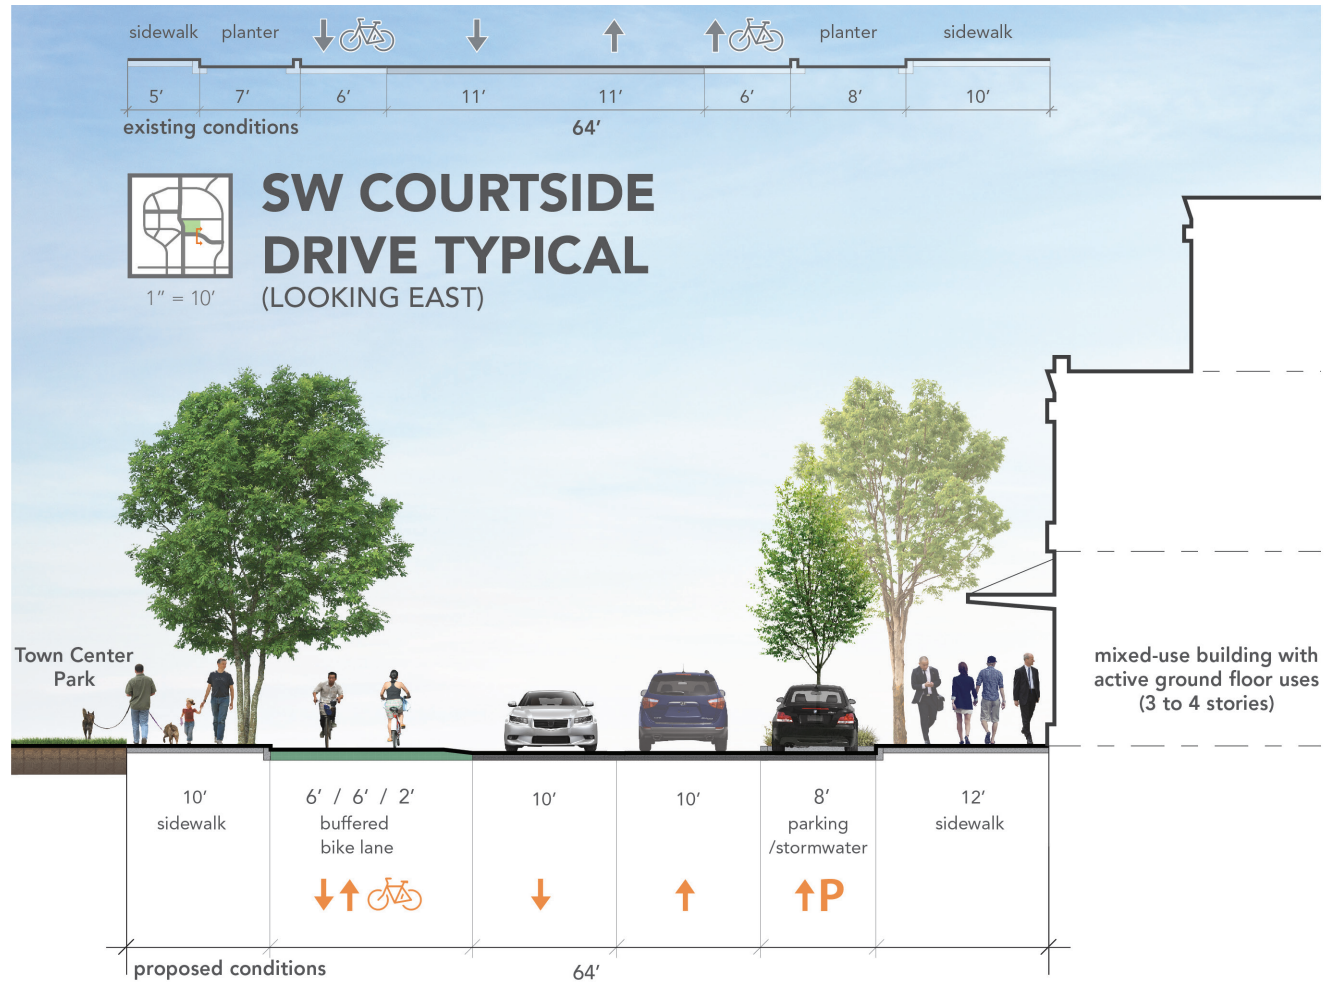 sidewalk planter planter sidewalk
5’ 7’ 6’ 11’ 11’ 6’ 8’ 10’
existing conditions 64’
SW COURTSIDE
DRIVE TYPICAL
(LOOKING EAST)
1” = 10’
Town Center
Park
mixed-use building with
active ground floor uses
(3 to 4 stories)
10’
sidewalk
6’ / 6’ / 2’
buffered
bike lane
10’
10’
8’
parking
/stormwater
P
12’
sidewalk
proposed conditions 64’